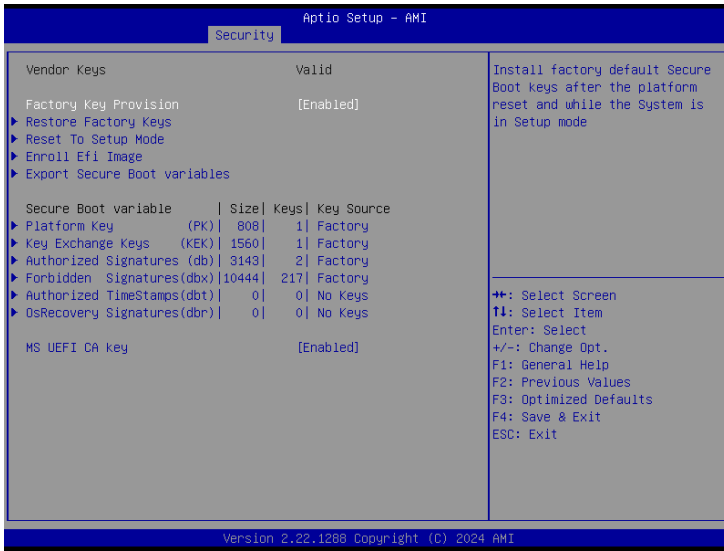 Aptio Setup - AMI
Security
Vendor Keys Valid
Factory Key Provision [Enabled]
Restore Factory Keys
Reset To Setup Mode
Enroll Efi Image
Export Secure Boot variables
Secure Boot variable | Size| Keys| Key Source
Platform Key (PK)| 808| 1| Factory
Key Exchange Keys (KEK)| 1560| 1| Factory
Authorized Signatures (db)| 3143| 2| Factory
Forbidden Signatures(dbx)|10444| 217| Factory
Authorized TimeStamps(dbt)| 0| 0| No Keys
OsRecovery Signatures(dbr)| 0| 0| No Keys
MS UEFI CA key [Enabled]
Install factory default Secure
Boot keys after the platform
reset and while the System is
in Setup mode
→←: Select Screen
↑↓: Select Item
Enter: Select
+/-: Change Opt.
F1: General Help
F2: Previous Values
F3: Optimized Defaults
F4: Save & Exit
ESC: Exit
Version 2.22.1288 Copyright (C) 2024 AMI